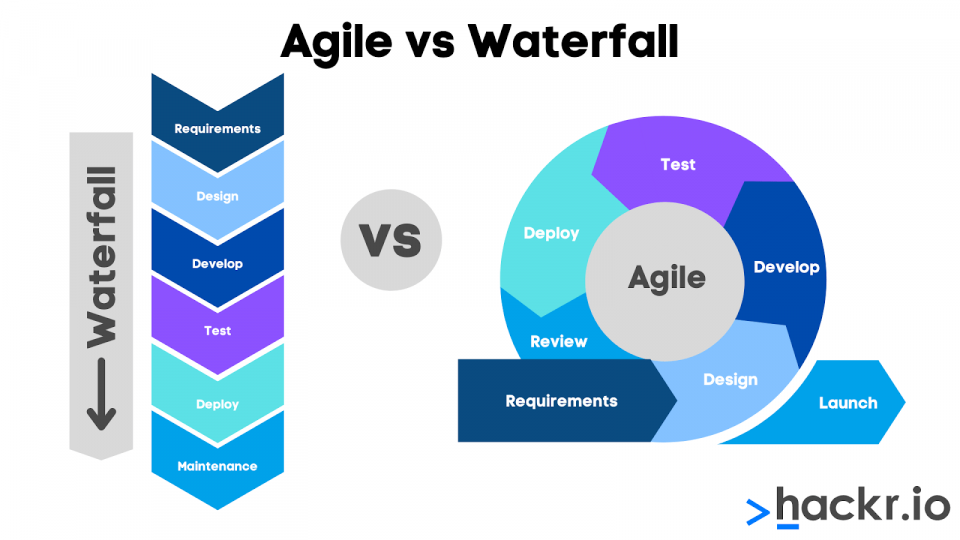 Agile vs Waterfall
Waterfall
Requirements
Design
Develop
Test
Deploy
Maintenance
VS
Test
Deploy
Develop
Agile
Review
Design
Requirements
Launch
>hackr.io